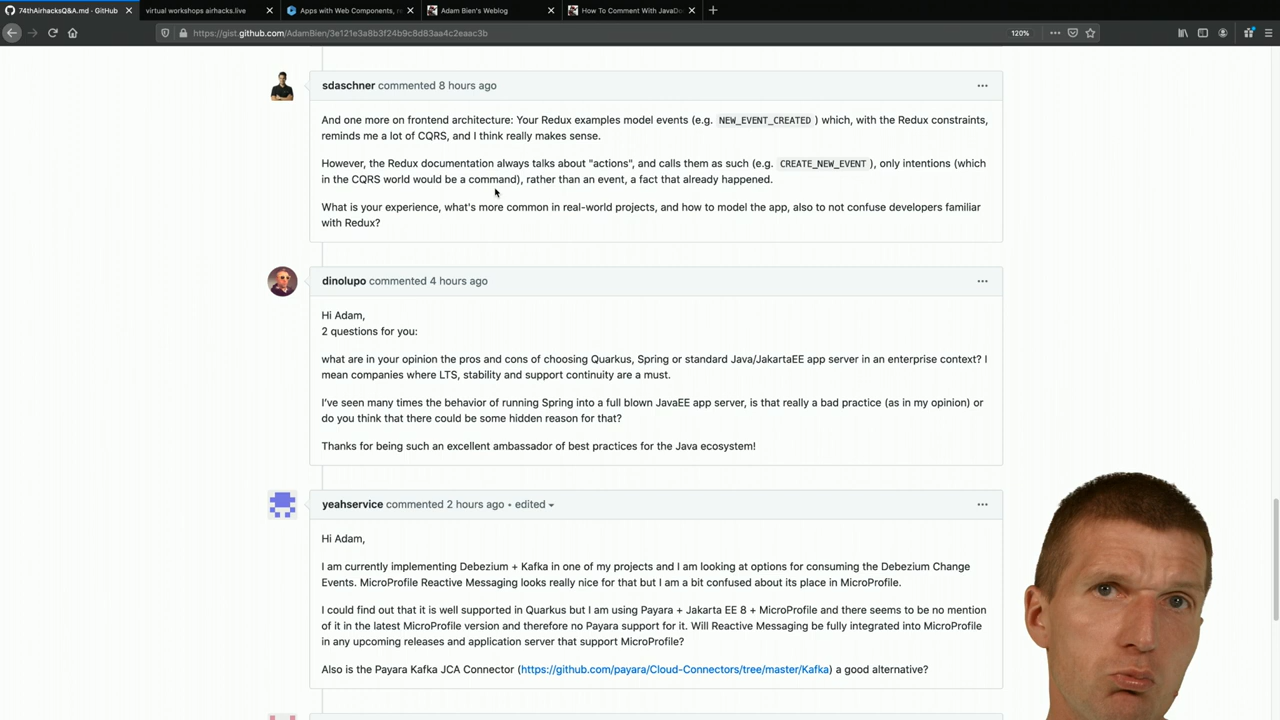 74thAirhacksQ&A.md · GitHub
virtual workshops airhacks.live
Apps with Web Components, re
Adam Bien's Weblog
How To Comment With JavaDo
https://gist.github.com/AdamBien/3e121e3a8b3f24b9c8d83aa4c2eaac3b
120%
sdaschner commented 8 hours ago
And one more on frontend architecture: Your Redux examples model events (e.g. NEW_EVENT_CREATED ) which, with the Redux constraints,
reminds me a lot of CQRS, and I think really makes sense.
However, the Redux documentation always talks about "actions", and calls them as such (e.g. CREATE_NEW_EVENT ), only intentions (which
in the CQRS world would be a command), rather than an event, a fact that already happened.
What is your experience, what's more common in real-world projects, and how to model the app, also to not confuse developers familiar
with Redux?
dinolupo commented 4 hours ago
Hi Adam,
2 questions for you:
what are in your opinion the pros and cons of choosing Quarkus, Spring or standard Java/JakartaEE app server in an enterprise context? I
mean companies where LTS, stability and support continuity are a must.
I've seen many times the behavior of running Spring into a full blown JavaEE app server, is that really a bad practice (as in my opinion) or
do you think that there could be some hidden reason for that?
Thanks for being such an excellent ambassador of best practices for the Java ecosystem!
yeahservice commented 2 hours ago • edited
Hi Adam,
I am currently implementing Debezium + Kafka in one of my projects and I am looking at options for consuming the Debezium Change
Events. MicroProfile Reactive Messaging looks really nice for that but I am a bit confused about its place in MicroProfile.
I could find out that it is well supported in Quarkus but I am using Payara + Jakarta EE 8 + MicroProfile and there seems to be no mention
of it in the latest MicroProfile version and therefore no Payara support for it. Will Reactive Messaging be fully integrated into MicroProfile
in any upcoming releases and application server that support MicroProfile?
Also is the Payara Kafka JCA Connector (https://github.com/payara/Cloud-Connectors/tree/master/Kafka) a good alternative?